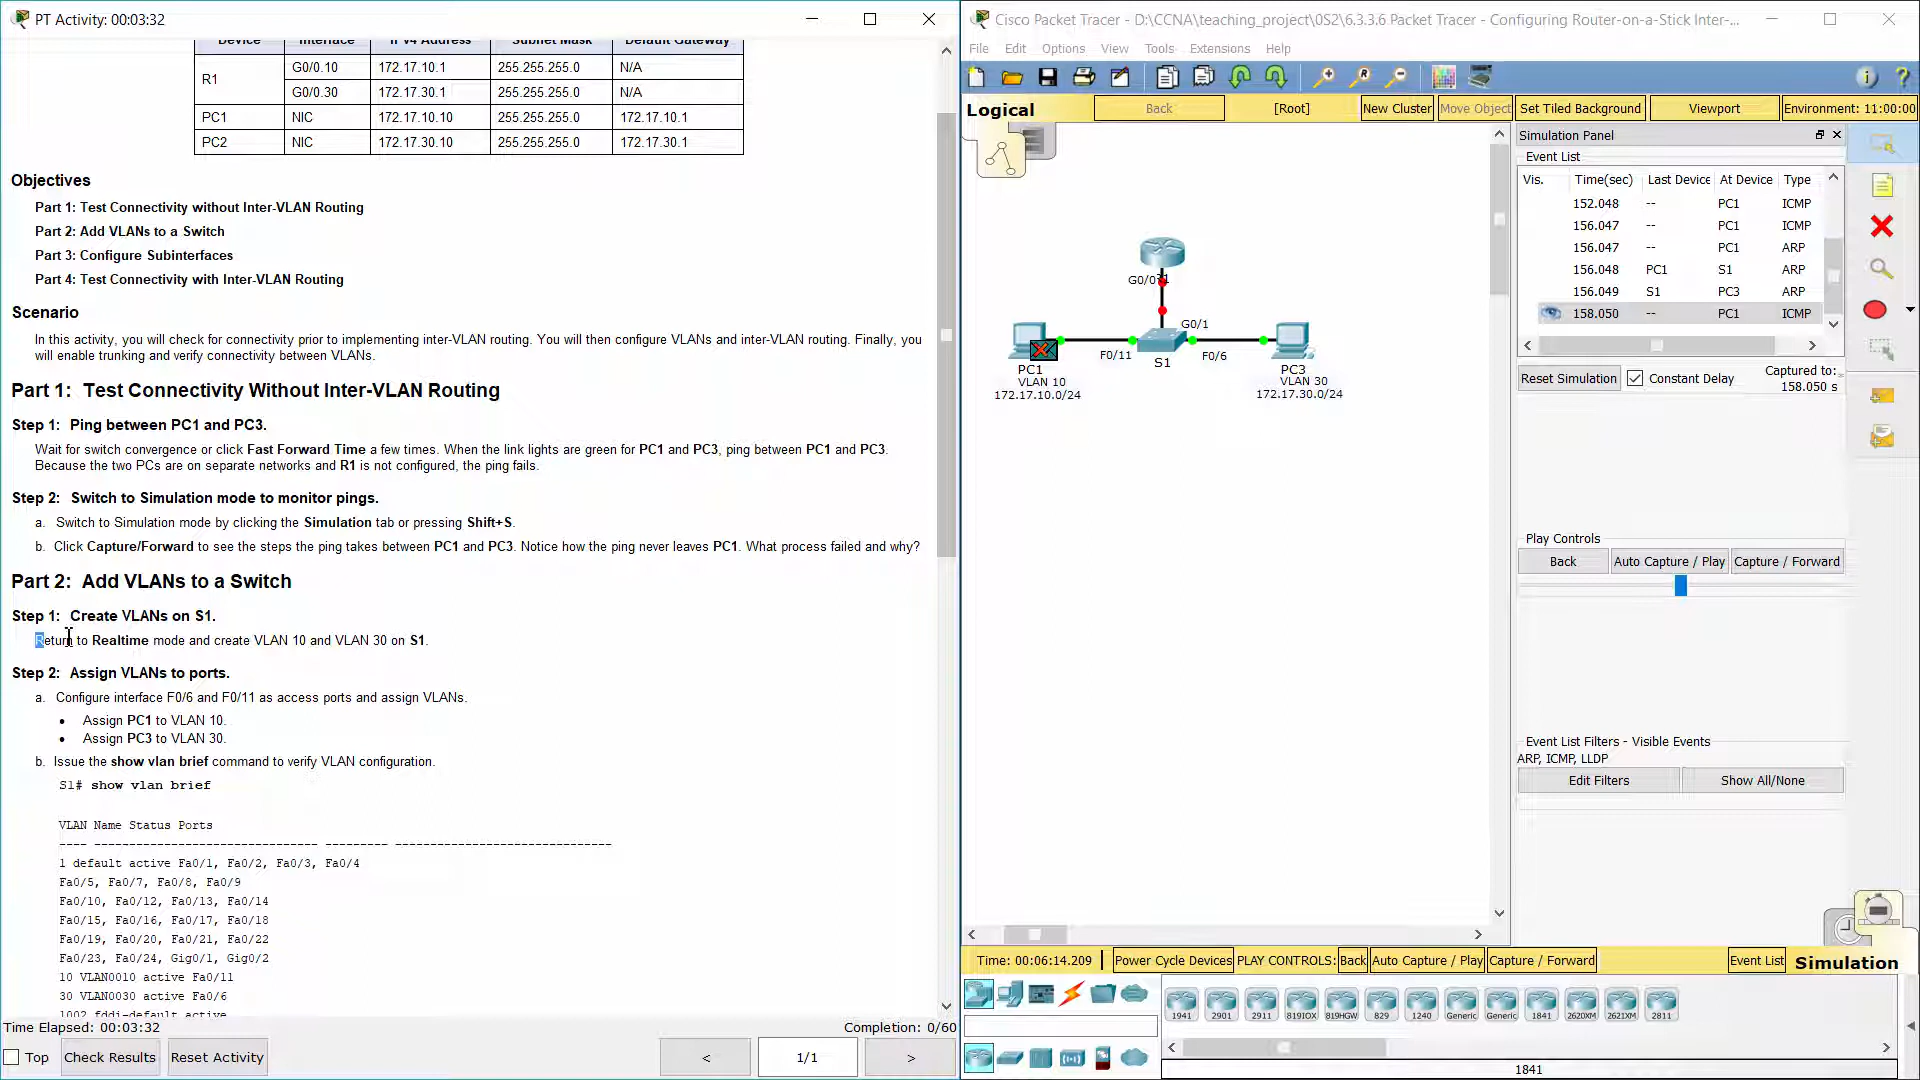 PT Activity: 00:03:32
Device Interface IPv4 Address Subnet Mask Default Gateway
R1
G0/0.10 172.17.10.1 255.255.255.0 N/A
G0/0.30 172.17.30.1 255.255.255.0 N/A
PC1 NIC 172.17.10.10 255.255.255.0 172.17.10.1
PC2 NIC 172.17.30.10 255.255.255.0 172.17.30.1
Objectives
Part 1: Test Connectivity without Inter-VLAN Routing
Part 2: Add VLANs to a Switch
Part 3: Configure Subinterfaces
Part 4: Test Connectivity with Inter-VLAN Routing
Scenario
In this activity, you will check for connectivity prior to implementing inter-VLAN routing. You will then configure VLANs and inter-VLAN routing. Finally, you
will enable trunking and verify connectivity between VLANs.
Part 1: Test Connectivity Without Inter-VLAN Routing
Step 1: Ping between PC1 and PC3.
Wait for switch convergence or click Fast Forward Time a few times. When the link lights are green for PC1 and PC3, ping between PC1 and PC3.
Because the two PCs are on separate networks and R1 is not configured, the ping fails.
Step 2: Switch to Simulation mode to monitor pings.
a. Switch to Simulation mode by clicking the Simulation tab or pressing Shift+S.
b. Click Capture/Forward to see the steps the ping takes between PC1 and PC3. Notice how the ping never leaves PC1. What process failed and why?
Part 2: Add VLANs to a Switch
Step 1: Create VLANs on S1.
Return to Realtime mode and create VLAN 10 and VLAN 30 on S1.
Step 2: Assign VLANs to ports.
a. Configure interface F0/6 and F0/11 as access ports and assign VLANs.
• Assign PC1 to VLAN 10.
• Assign PC3 to VLAN 30.
b. Issue the show vlan brief command to verify VLAN configuration.
S1# show vlan brief
VLAN Name Status Ports
---- ------------------------------- --------- -------------------------------
1 default active Fa0/1, Fa0/2, Fa0/3, Fa0/4
Fa0/5, Fa0/7, Fa0/8, Fa0/9
Fa0/10, Fa0/12, Fa0/13, Fa0/14
Fa0/15, Fa0/16, Fa0/17, Fa0/18
Fa0/19, Fa0/20, Fa0/21, Fa0/22
Fa0/23, Fa0/24, Gig0/1, Gig0/2
10 VLAN0010 active Fa0/11
30 VLAN0030 active Fa0/6
1002 fddi-default active
Time Elapsed: 00:03:32 Completion: 0/60
Top Check Results Reset Activity < 1/1 >
Cisco Packet Tracer - D:\CCNA\teaching_project\0S2\6.3.3.6 Packet Tracer - Configuring Router-on-a-Stick Inter-...
File Edit Options View Tools Extensions Help
Logical Back [Root] New Cluster Move Object Set Tiled Background Viewport Environment: 11:00:00
G0/0
G0/1
F0/11 S1 F0/6
PC1
VLAN 10
172.17.10.0/24
PC3
VLAN 30
172.17.30.0/24
Simulation Panel
Event List
Vis. Time(sec) Last Device At Device Type
152.048 -- PC1 ICMP
156.047 -- PC1 ICMP
156.047 -- PC1 ARP
156.048 PC1 S1 ARP
156.049 S1 PC3 ARP
158.050 -- PC1 ICMP
Reset Simulation Constant Delay Captured to:
158.050 s
Play Controls
Back Auto Capture / Play Capture / Forward
Event List Filters - Visible Events
ARP, ICMP, LLDP
Edit Filters Show All/None
Time: 00:06:14.209 Power Cycle Devices PLAY CONTROLS: Back Auto Capture / Play Capture / Forward Event List Simulation
1941 2901 2911 819IOX 819HGW 829 1240 Generic Generic 1841 2620XM 2621XM 2811
1841